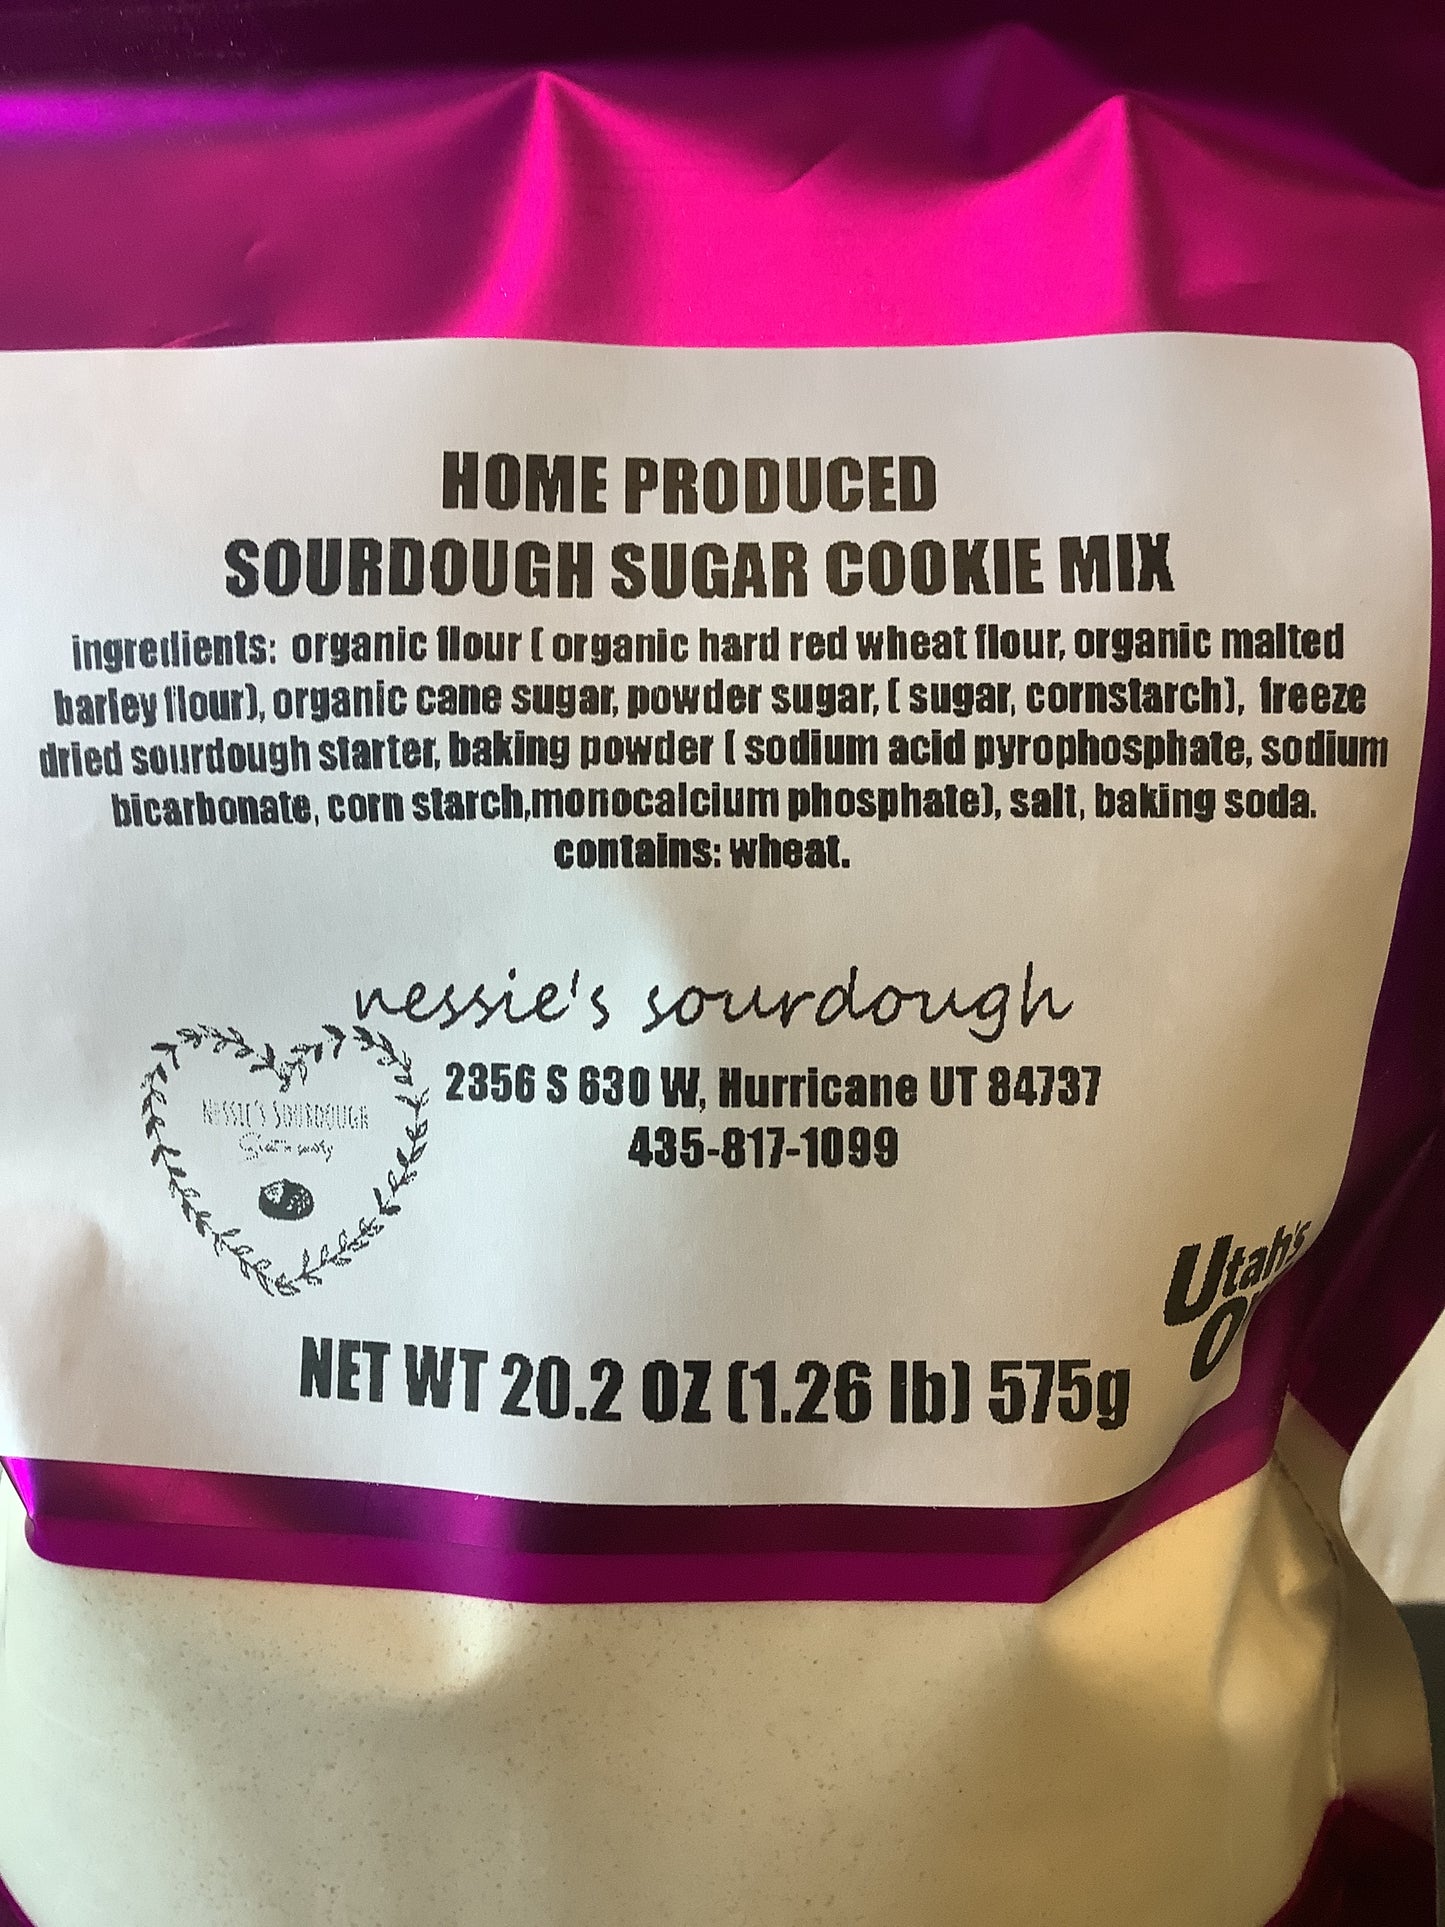 HOME PRODUCED
SOURDOUGH SUGAR COOKIE MIX
ingredients: organic flour ( organic hard red wheat flour, organic malted
barley flour), organic cane sugar, powder sugar, ( sugar, cornstarch), freeze
dried sourdough starter, baking powder ( sodium acid pyrophosphate, sodium
bicarbonate, corn starch,monocalcium phosphate), salt, baking soda.
contains: wheat.
nessie's sourdough
2356 S 630 W, Hurricane UT 84737
435-817-1099
NESSIE'S SOURDOUGH
Utah's
NET WT 20.2 OZ (1.26 lb) 575g